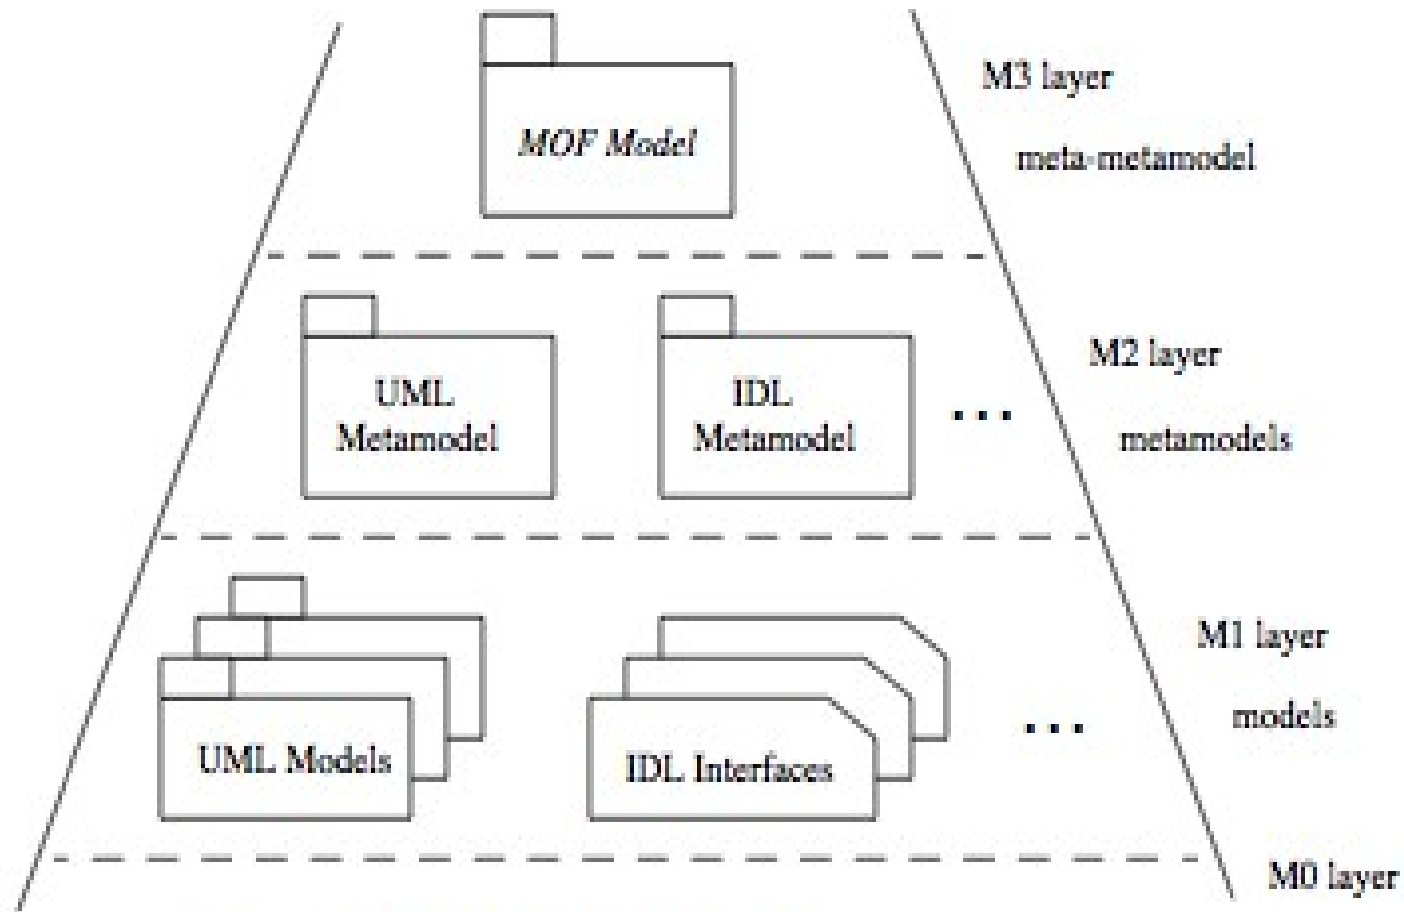 M3 layer
MOF Model
meta-metamodel
M2 layer
UML
Metamodel
IDL
Metamodel
...
metamodels
M1 layer
models
...
UML Models
IDL Interfaces
M0 layer